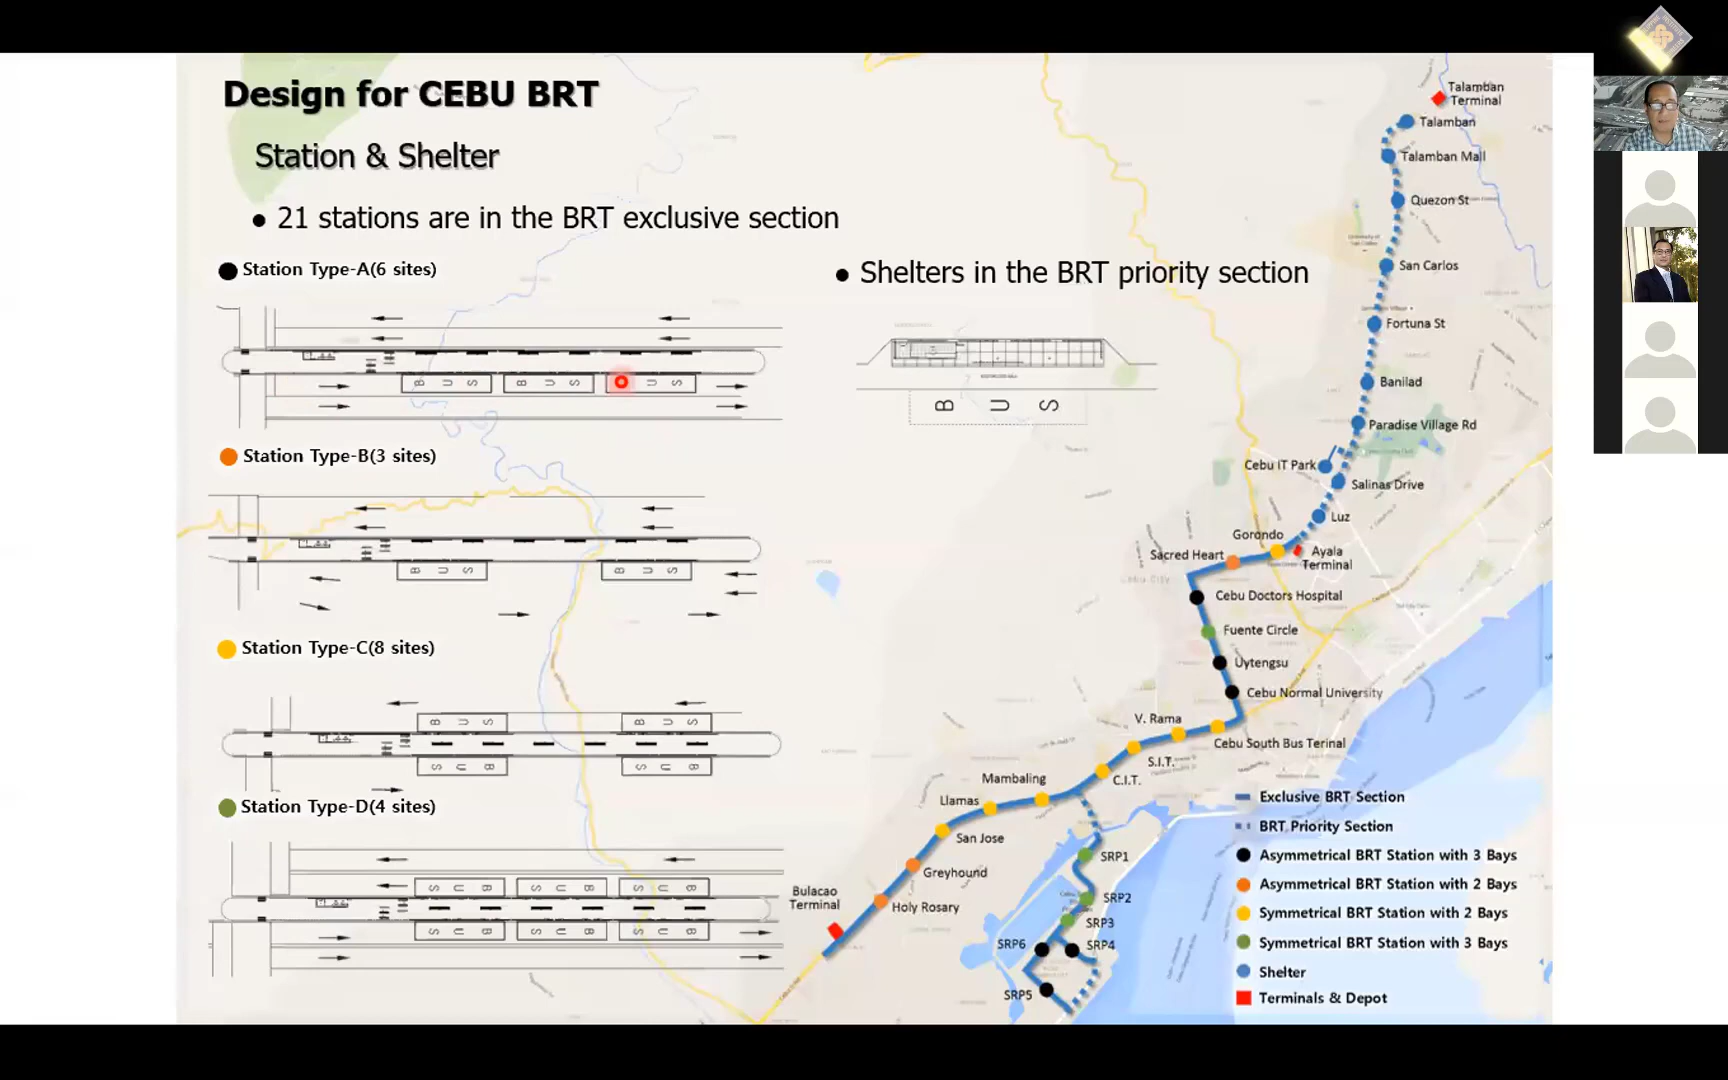 Design for CEBU BRT
Station & Shelter
● 21 stations are in the BRT exclusive section
Station Type-A(6 sites)
B U S
B U S
U S
Station Type-B(3 sites)
B U S
B U S
Station Type-C(8 sites)
B U S
B U S
B U S
B U S
Station Type-D(4 sites)
B U S
B U S
B U S
B U S
B U S
B U S
● Shelters in the BRT priority section
B U S
Talamban
Terminal
Talamban
Talamban Mall
Quezon St
San Carlos
Fortuna St
Banilad
Paradise Village Rd
Cebu IT Park
Salinas Drive
Luz
Gorondo
Ayala
Terminal
Sacred Heart
Cebu City
Cebu Doctors Hospital
Fuente Circle
Uytengsu
Cebu Normal University
V. Rama
Cebu South Bus Terinal
S.I.T.
C.I.T.
Mambaling
Llamas
San Jose
Greyhound
Holy Rosary
Bulacao
Terminal
SRP1
SRP2
SRP3
SRP4
SRP6
SRP5
Exclusive BRT Section
BRT Priority Section
Asymmetrical BRT Station with 3 Bays
Asymmetrical BRT Station with 2 Bays
Symmetrical BRT Station with 2 Bays
Symmetrical BRT Station with 3 Bays
Shelter
Terminals & Depot